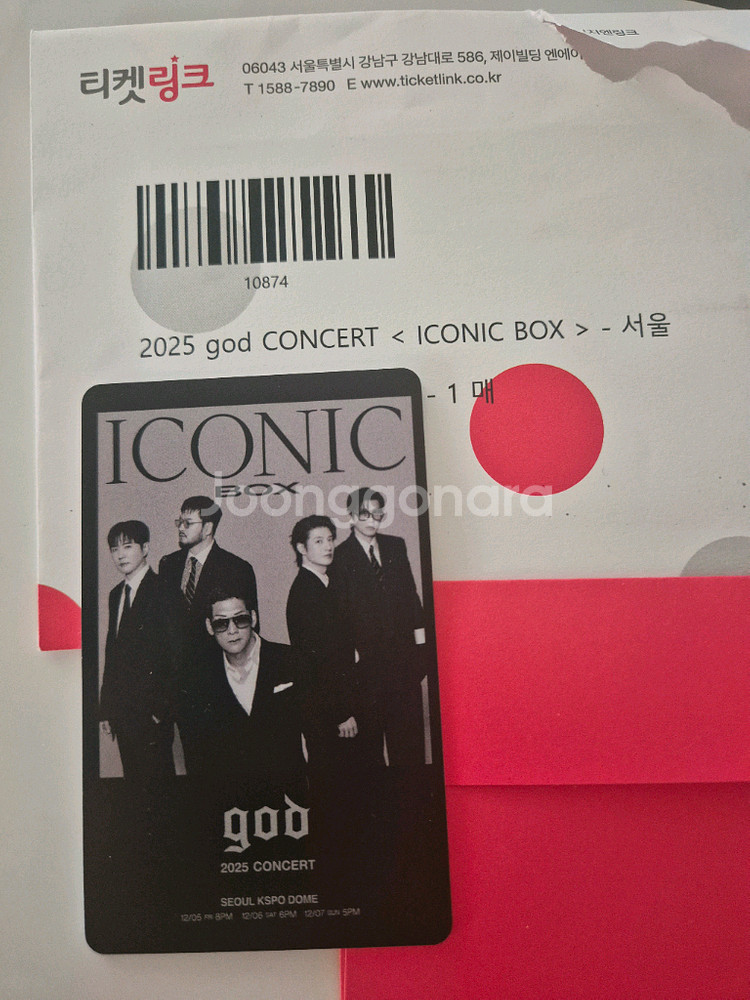 티켓링크
06043 서울특별시 강남구 강남대로 586, 제이빌딩 엔에이
T 1588-7890 E www.ticketlink.co.kr
10874
2025 god CONCERT < ICONIC BOX > - 서울
- 1 매
ICONIC
BOX
Joonggonara
god
2025 CONCERT
SEOUL KSPO DOME
12/05 FRI 8PM 12/06 SAT 6PM 12/07 SUN 5PM